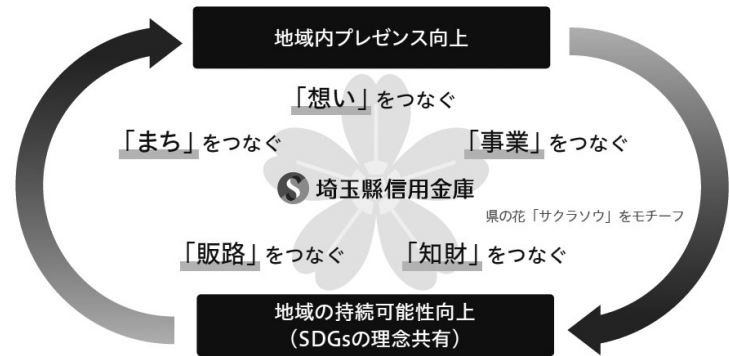 地域内プレゼンス向上
「想い」をつなぐ
「まち」をつなぐ
「事業」をつなぐ
S 埼玉縣信用金庫
県の花「サクラソウ」をモチーフ
「販路」をつなぐ
「知財」をつなぐ
地域の持続可能性向上
（SDGsの理念共有）